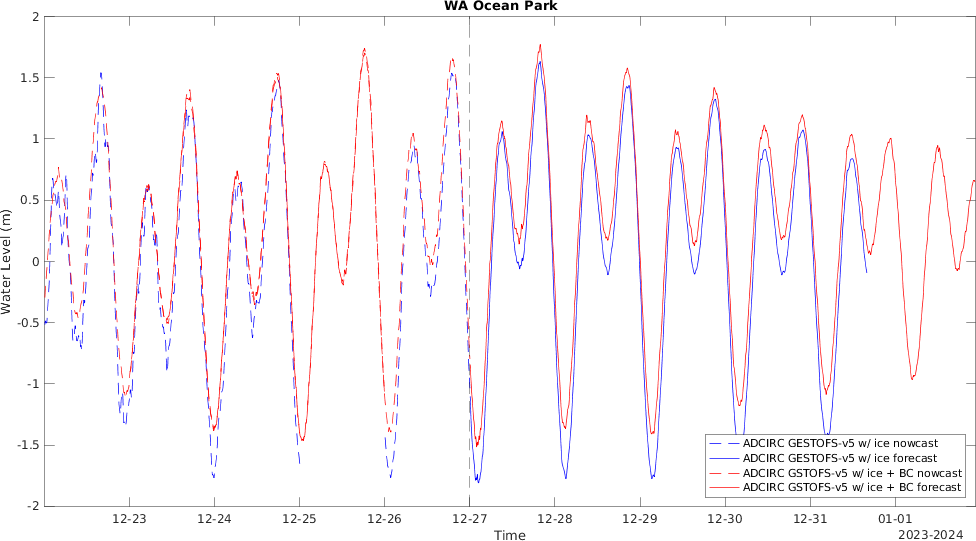 WA Ocean Park
2
1.5
1
0.5
0
-0.5
-1
-1.5
-2
Water Level (m)
ADCIRC GESTOFS-v5 w/ ice nowcast
ADCIRC GESTOFS-v5 w/ ice forecast
ADCIRC GSTOFS-v5 w/ ice + BC nowcast
ADCIRC GSTOFS-v5 w/ ice + BC forecast
12-23 12-24 12-25 12-26 12-27 12-28 12-29 12-30 12-31 01-01
Time
2023-2024